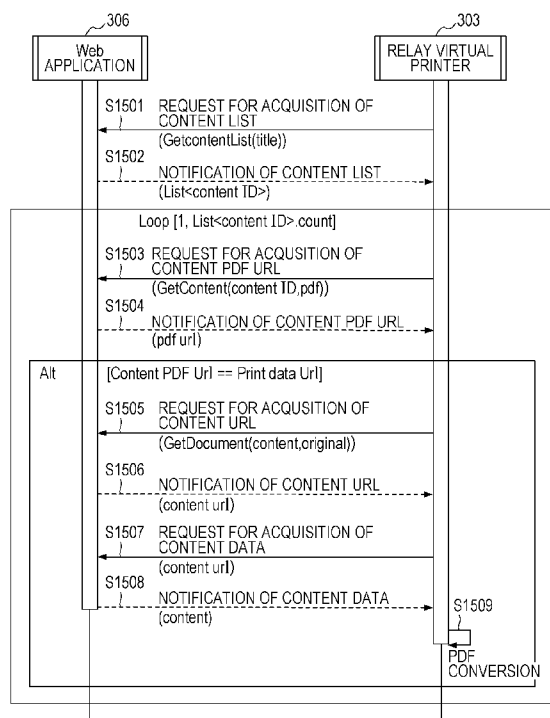 306
303
Web
APPLICATION
RELAY VIRTUAL
PRINTER
S1501 REQUEST FOR ACQUISITION OF
CONTENT LIST
(GetcontentList(title))
S1502
NOTIFICATION OF CONTENT LIST
(List<content ID>)
Loop [1, List<content ID>.count]
S1503 REQUEST FOR ACQUSITION OF
CONTENT PDF URL
(GetContent(content ID,pdf))
S1504
NOTIFICATION OF CONTENT PDF URL
(pdf url)
Alt [Content PDF Url == Print data Url]
S1505 REQUEST FOR ACQUSITION OF
CONTENT URL
(GetDocument(content,original))
S1506
NOTIFICATION OF CONTENT URL
(content url)
S1507 REQUEST FOR ACQUISITION OF
CONTENT DATA
(content url)
S1508
NOTIFICATION OF CONTENT DATA
(content)
S1509
PDF
CONVERSION